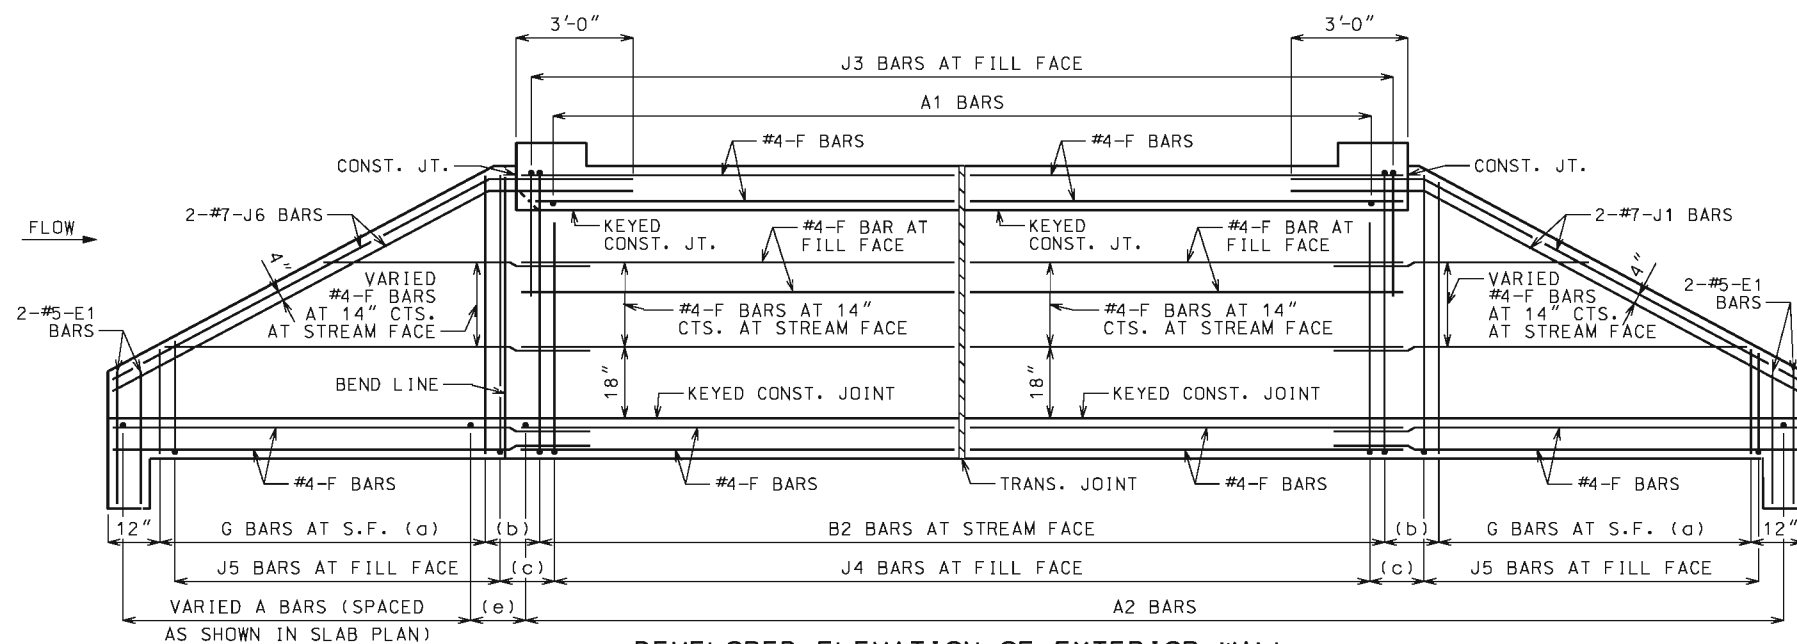 3'-0"
3'-0"
J3 BARS AT FILL FACE
A1 BARS
#4-F BARS
#4-F BARS
CONST. JT.
CONST. JT.
2-#7-J6 BARS
KEYED
CONST. JT.
KEYED
CONST. JT.
#4-F BAR AT
FILL FACE
#4-F BAR AT
FILL FACE
2-#7-J1 BARS
FLOW
4"
4"
VARIED
#4-F BARS
AT 14" CTS.
AT STREAM FACE
VARIED
#4-F BARS
AT 14" CTS.
AT STREAM FACE
2-#5-E1
BARS
2-#5-E1
BARS
#4-F BARS AT 14"
CTS. AT STREAM FACE
#4-F BARS AT 14"
CTS. AT STREAM FACE
BEND LINE
18"
18"
KEYED CONST. JOINT
KEYED CONST. JOINT
#4-F BARS
#4-F BARS
TRANS. JOINT
#4-F BARS
#4-F BARS
12"
G BARS AT S.F. (a)
(b)
B2 BARS AT STREAM FACE
(b)
G BARS AT S.F. (a)
12"
J5 BARS AT FILL FACE
(c)
J4 BARS AT FILL FACE
(c)
J5 BARS AT FILL FACE
VARIED A BARS (SPACED
AS SHOWN IN SLAB PLAN)
(e)
A2 BARS
DEVELOPED ELEVATION OF EXTERIOR WALL